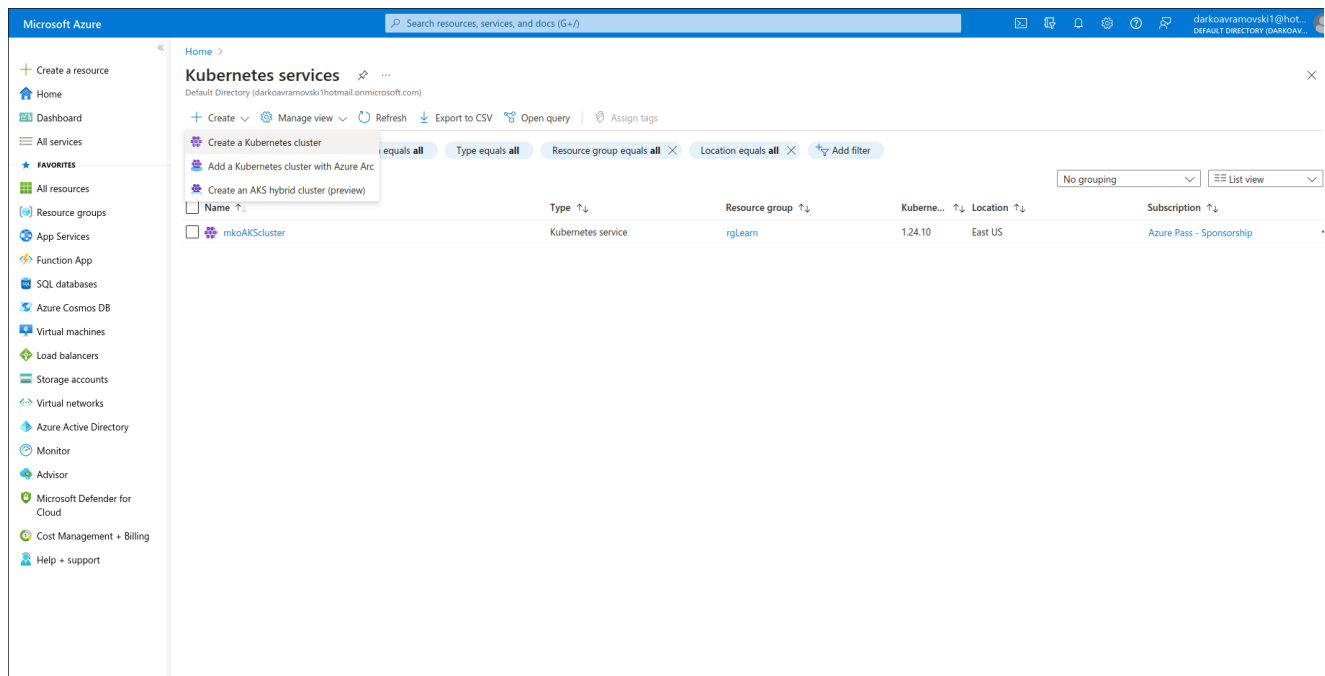 Microsoft Azure
Search resources, services, and docs (G+/)
darkoavramovski1@hot...
DEFAULT DIRECTORY (DARKOAV...
Create a resource
Home
Dashboard
All services
FAVORITES
All resources
Resource groups
App Services
Function App
SQL databases
Azure Cosmos DB
Virtual machines
Load balancers
Storage accounts
Virtual networks
Azure Active Directory
Monitor
Advisor
Microsoft Defender for
Cloud
Cost Management + Billing
Help + support
Home >
Kubernetes services ...
Default Directory (darkoavramovski1hotmail.onmicrosoft.com)
Create Manage view Refresh Export to CSV Open query Assign tags
Create a Kubernetes cluster
Add a Kubernetes cluster with Azure Arc
Create an AKS hybrid cluster (preview)
equals all Type equals all Resource group equals all Location equals all Add filter
No grouping List view
Name Type Resource group Kuberne... Location Subscription
mkoAKScluster Kubernetes service rgLearn 1.24.10 East US Azure Pass - Sponsorship